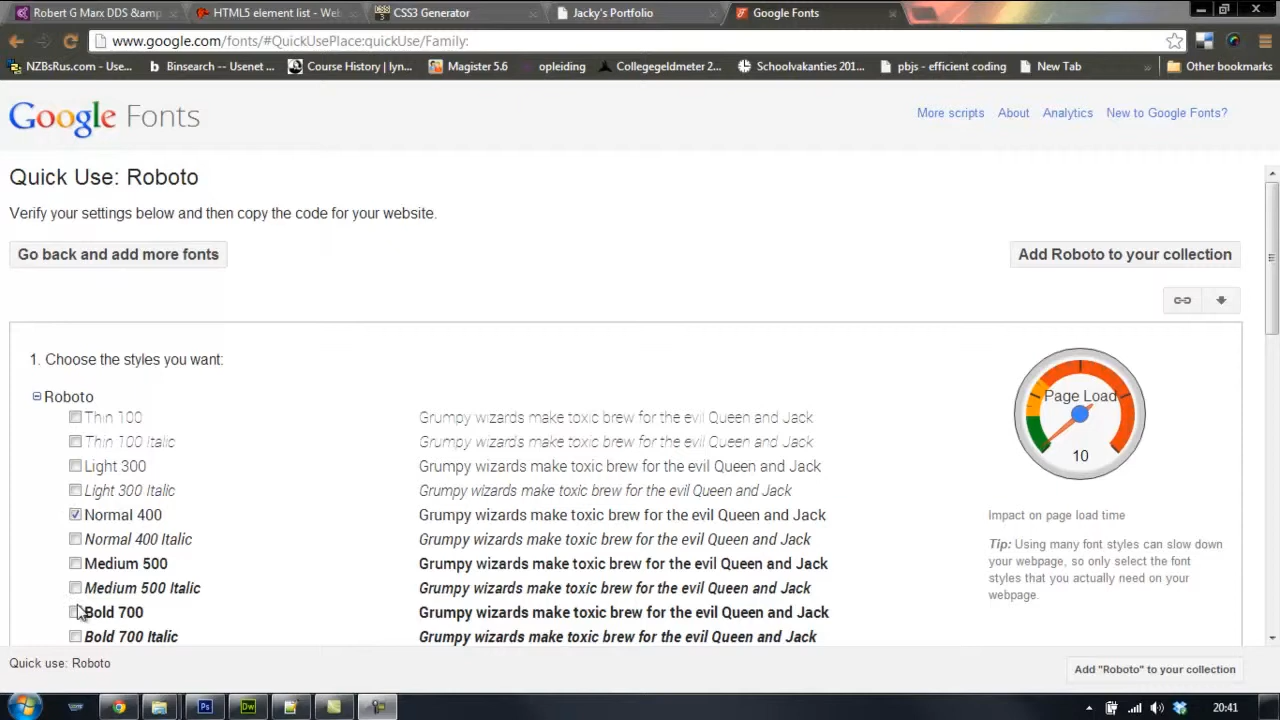 Robert G Marx DDS &amp
HTML5 element list - Web
CSS3 Generator
Jacky's Portfolio
Google Fonts
www.google.com/fonts/#QuickUsePlace:quickUse/Family:
NZBsRus.com - Use...
Binsearch -- Usenet ...
Course History | lyn...
Magister 5.6
opleiding
Collegegeldmeter 2...
Schoolvakanties 201...
pbjs - efficient coding
New Tab
»
Other bookmarks
Google Fonts
More scripts
About
Analytics
New to Google Fonts?
Quick Use: Roboto
Verify your settings below and then copy the code for your website.
Go back and add more fonts
Add Roboto to your collection
1. Choose the styles you want:
Roboto
Thin 100 Grumpy wizards make toxic brew for the evil Queen and Jack
Thin 100 Italic Grumpy wizards make toxic brew for the evil Queen and Jack
Light 300 Grumpy wizards make toxic brew for the evil Queen and Jack
Light 300 Italic Grumpy wizards make toxic brew for the evil Queen and Jack
Normal 400 Grumpy wizards make toxic brew for the evil Queen and Jack
Normal 400 Italic Grumpy wizards make toxic brew for the evil Queen and Jack
Medium 500 Grumpy wizards make toxic brew for the evil Queen and Jack
Medium 500 Italic Grumpy wizards make toxic brew for the evil Queen and Jack
Bold 700 Grumpy wizards make toxic brew for the evil Queen and Jack
Bold 700 Italic Grumpy wizards make toxic brew for the evil Queen and Jack
Page Load
10
Impact on page load time
Tip: Using many font styles can slow down
your webpage, so only select the font
styles that you actually need on your
webpage.
Quick use: Roboto
Add "Roboto" to your collection
Ps
Dw
20:41